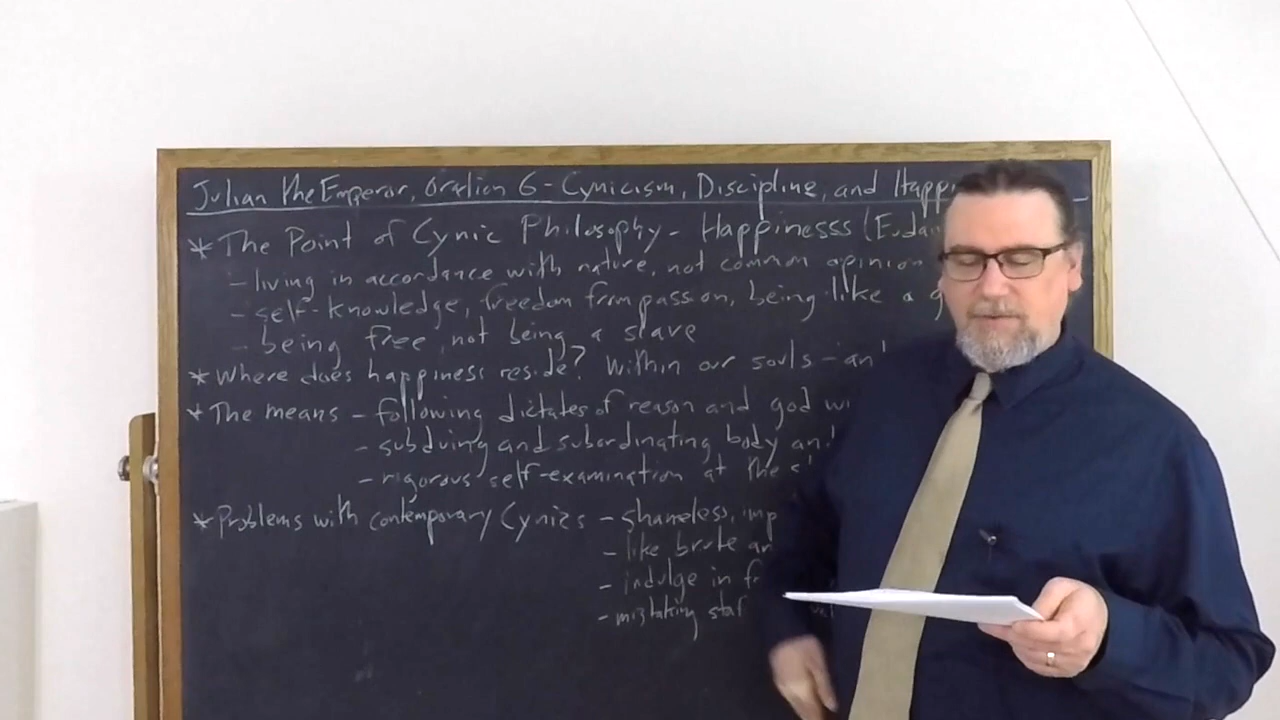 Julian the Emperor, Oration 6 - Cynicism, Discipline, and Happ
* The Point of Cynic Philosophy - Happinesss (Eudai
- living in accordance with nature, not common opinion
- self-knowledge, freedom from passion, being like a g
- being free, not being a slave
* Where does happiness reside? Within our souls - an
* The means - following dictates of reason and god wi
- subduing and subordinating body and
- rigorous self-examination at the s
* Problems with contemporary Cynics - shameless, imp
- like brute an
- indulge in f
- mistaking staf